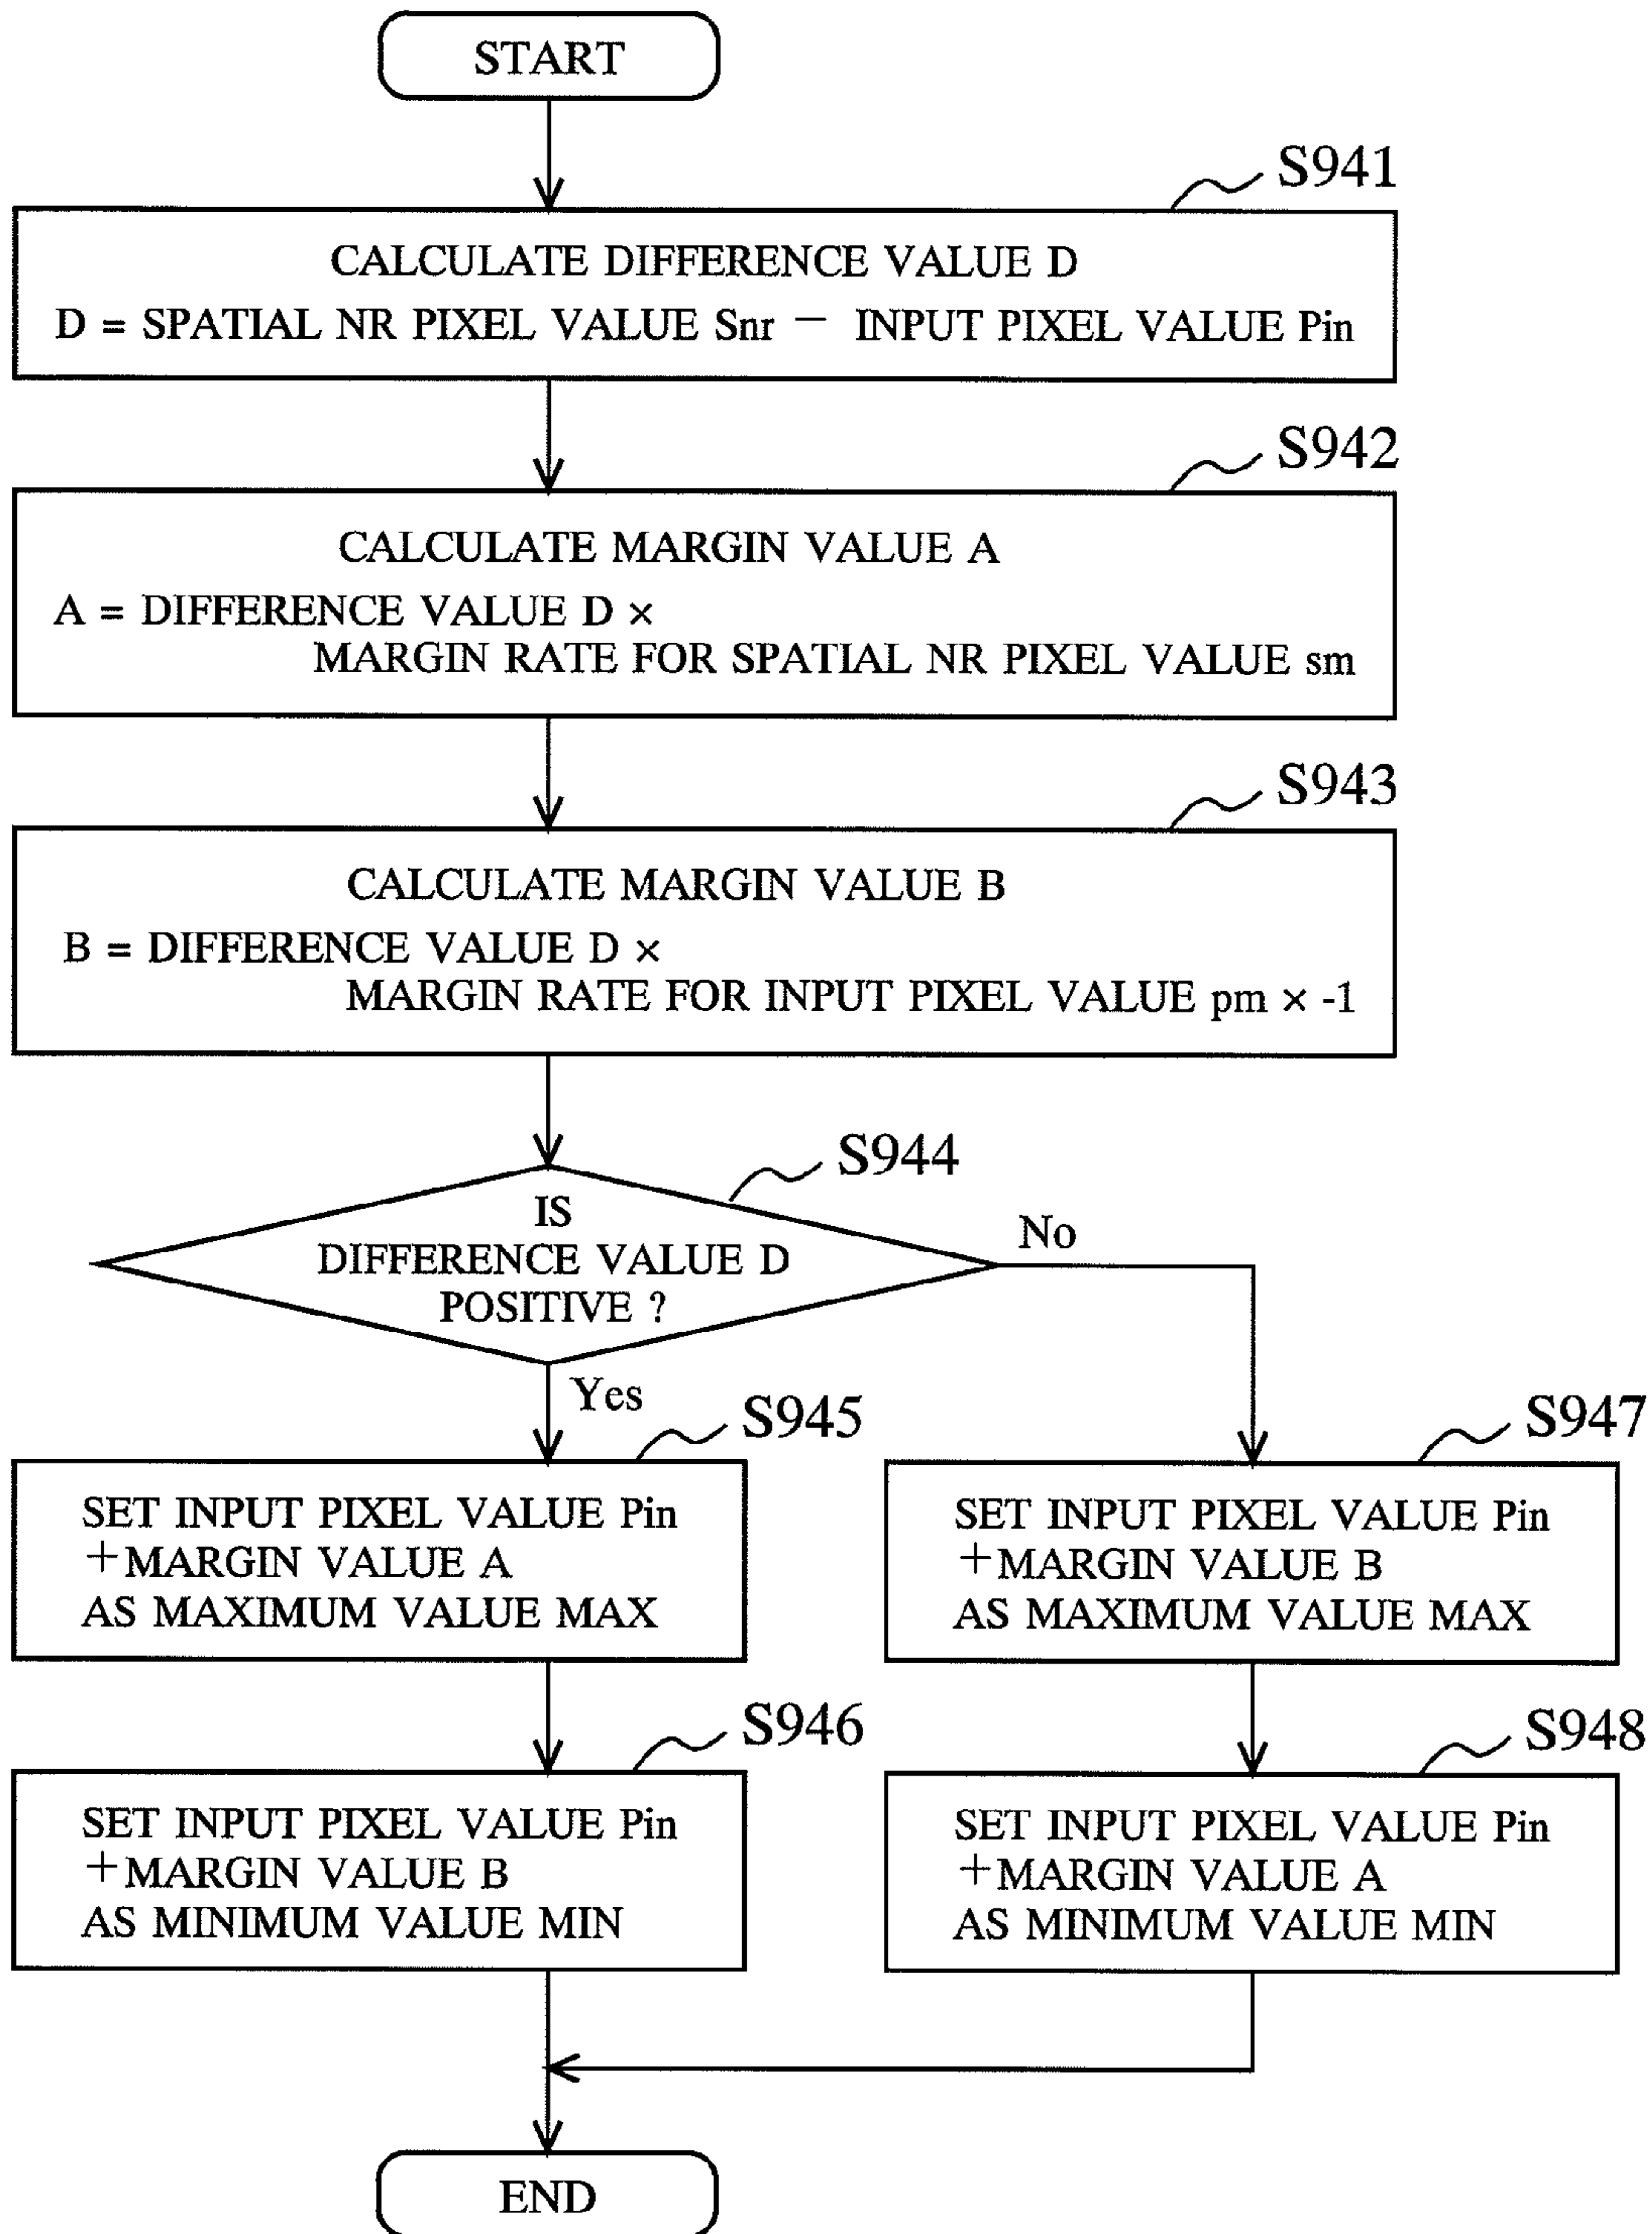 START
S941
CALCULATE DIFFERENCE VALUE D
D = SPATIAL NR PIXEL VALUE Snr − INPUT PIXEL VALUE Pin
S942
CALCULATE MARGIN VALUE A
A = DIFFERENCE VALUE D ×
MARGIN RATE FOR SPATIAL NR PIXEL VALUE sm
S943
CALCULATE MARGIN VALUE B
B = DIFFERENCE VALUE D ×
MARGIN RATE FOR INPUT PIXEL VALUE pm × -1
S944
IS
DIFFERENCE VALUE D
POSITIVE ?
No
Yes
S945
SET INPUT PIXEL VALUE Pin
+MARGIN VALUE A
AS MAXIMUM VALUE MAX
S946
SET INPUT PIXEL VALUE Pin
+MARGIN VALUE B
AS MINIMUM VALUE MIN
S947
SET INPUT PIXEL VALUE Pin
+MARGIN VALUE B
AS MAXIMUM VALUE MAX
S948
SET INPUT PIXEL VALUE Pin
+MARGIN VALUE A
AS MINIMUM VALUE MIN
END